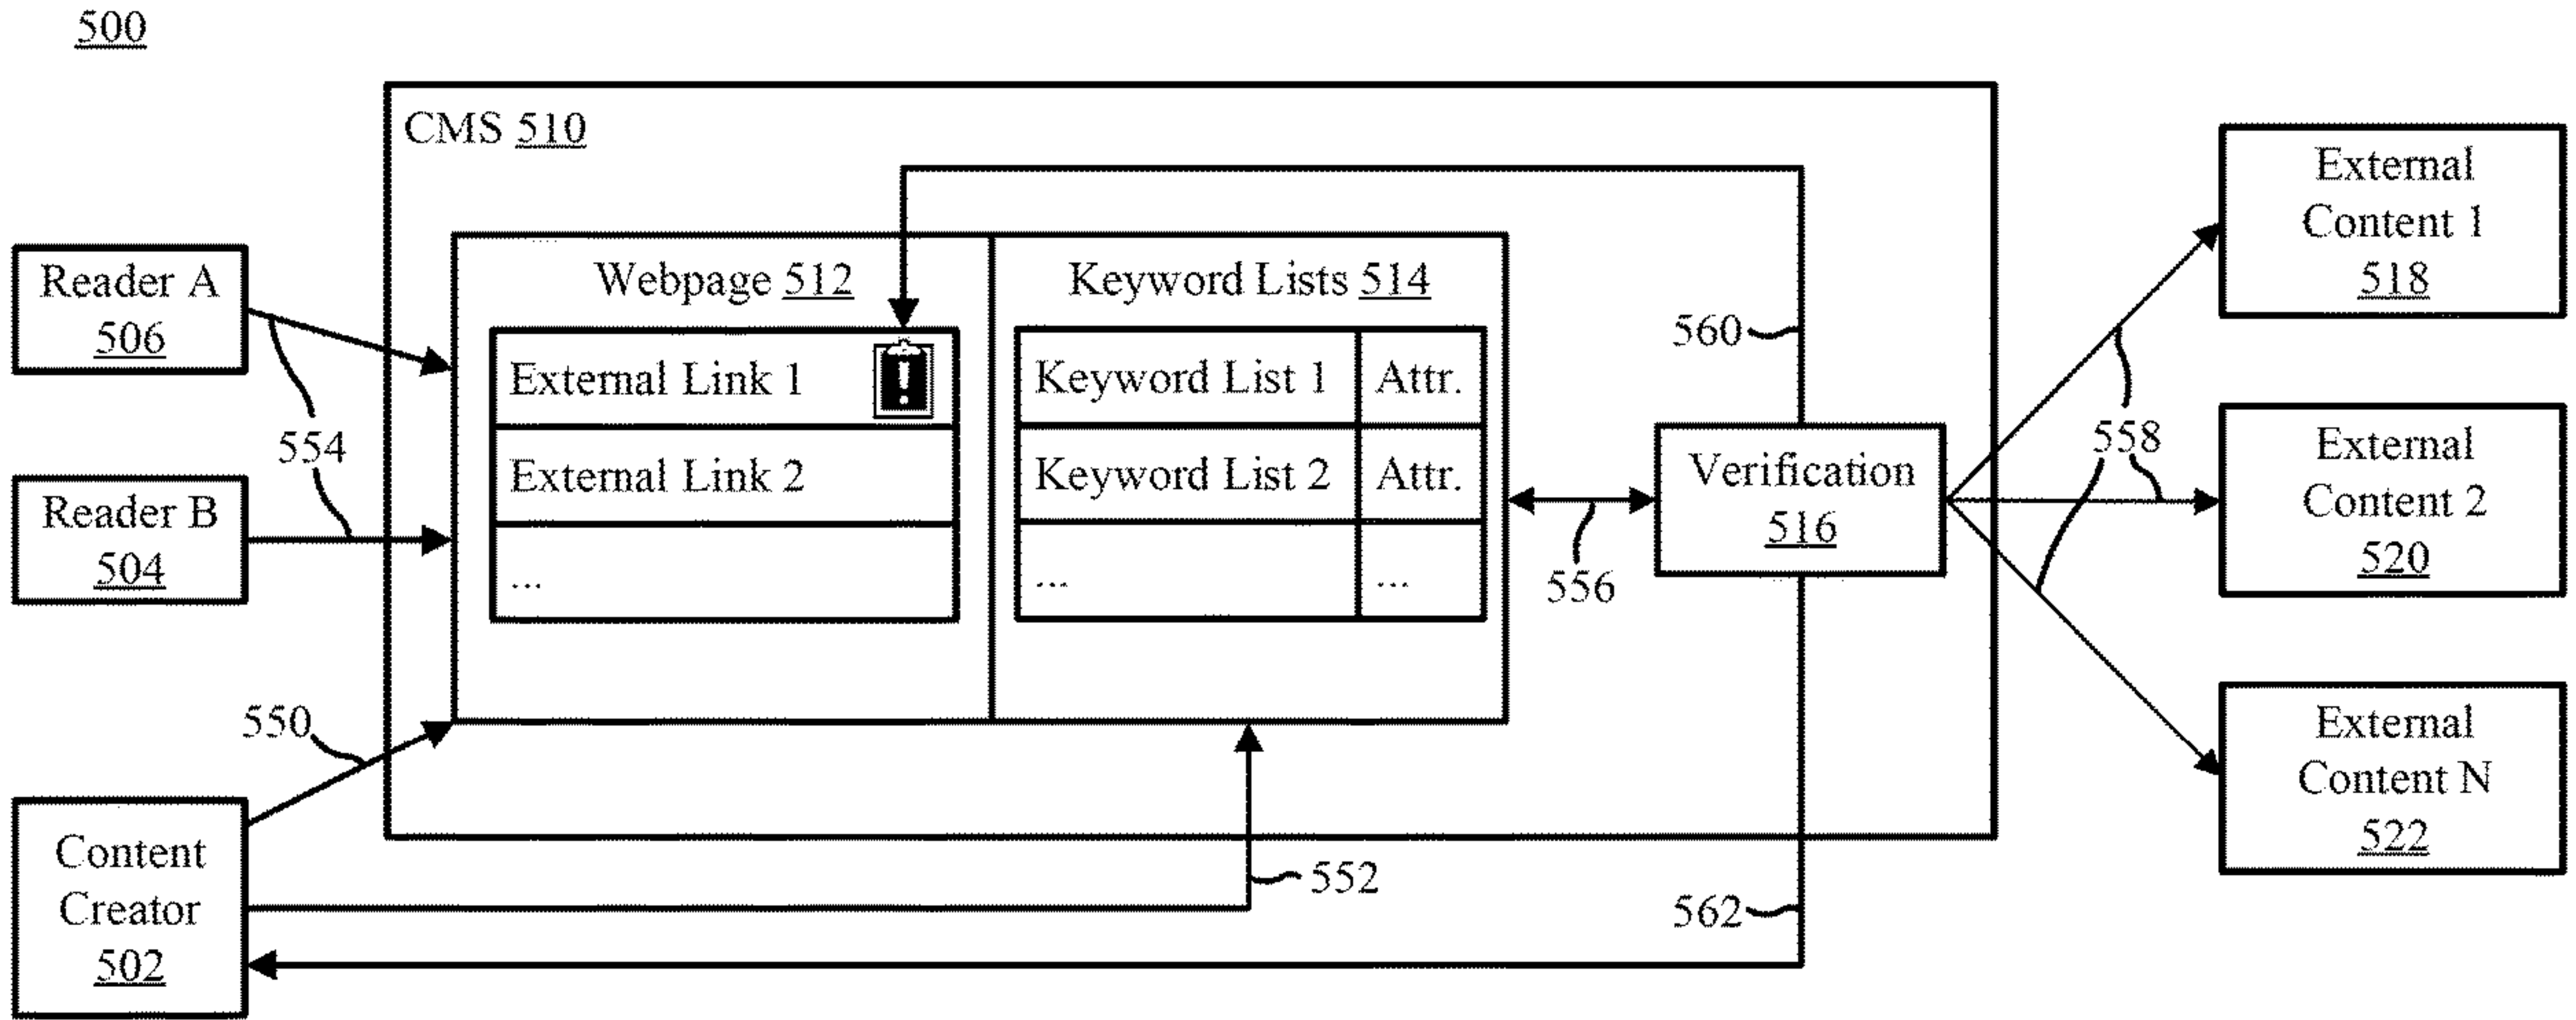 500
CMS 510
Reader A
506
554
Reader B
504
550
Content
Creator
502
Webpage 512
External Link 1
!
External Link 2
...
Keyword Lists 514
Keyword List 1 Attr.
Keyword List 2 Attr.
... ...
556
560
Verification
516
552
562
558
External
Content 1
518
External
Content 2
520
External
Content N
522